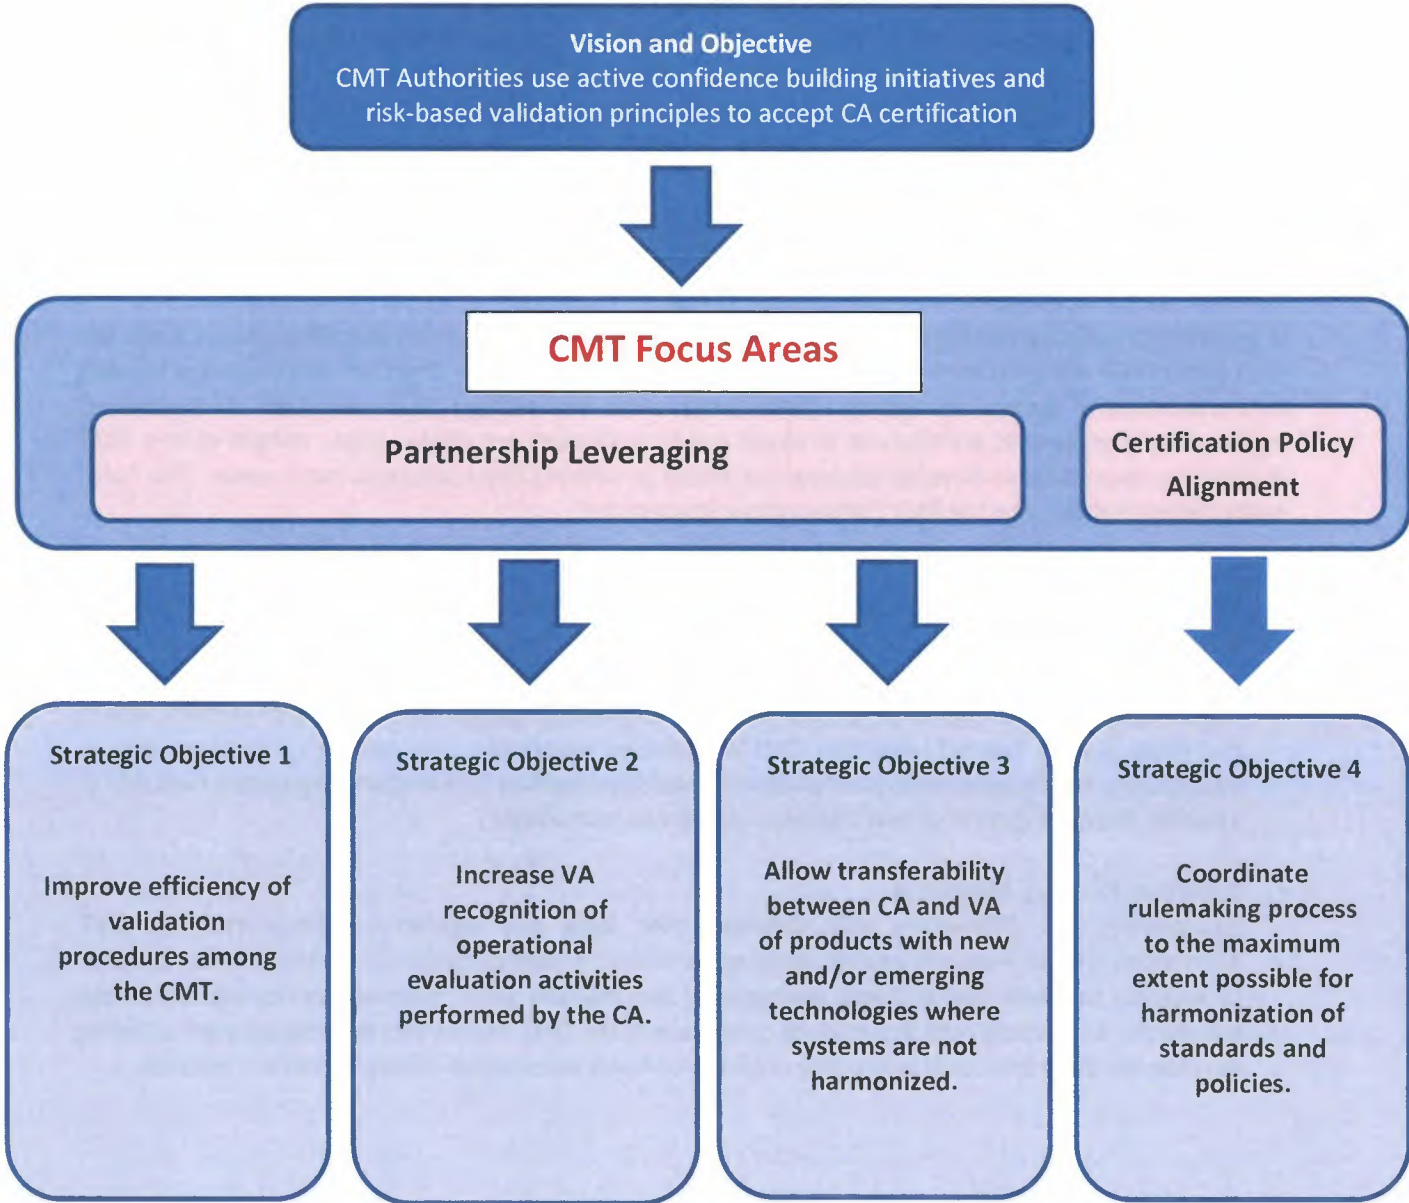 Vision and Objective
CMT Authorities use active confidence building initiatives and
risk-based validation principles to accept CA certification
CMT Focus Areas
Partnership Leveraging
Certification Policy
Alignment
Strategic Objective 1
Improve efficiency of
validation
procedures among
the CMT.
Strategic Objective 2
Increase VA
recognition of
operational
evaluation activities
performed by the CA.
Strategic Objective 3
Allow transferability
between CA and VA
of products with new
and/or emerging
technologies where
systems are not
harmonized.
Strategic Objective 4
Coordinate
rulemaking process
to the maximum
extent possible for
harmonization of
standards and
policies.